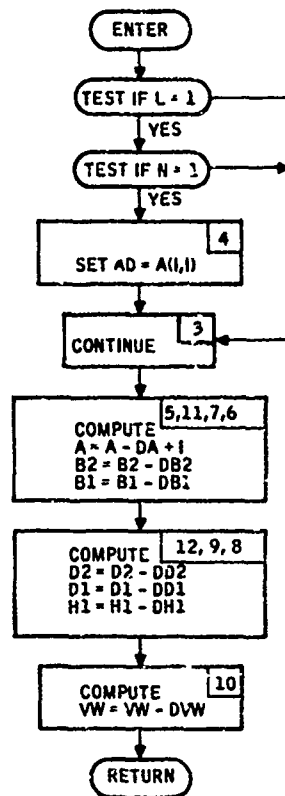 ENTER
TEST IF L = 1
YES
TEST IF N = 1
YES
4
SET AD = A(I,I)
3
CONTINUE
5,11,7,6
COMPUTE
A = A - DA + I
B2 = B2 - DB2
B1 = B1 - DB1
12, 9, 8
COMPUTE
D2 = D2 - DD2
D1 = D1 - DD1
H1 = H1 - DH1
10
COMPUTE
VW = VW - DVW
RETURN